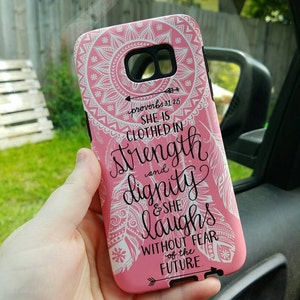 proverbs 31:25
SHE IS
CLOTHED IN
strength
and
dignity
& SHE
laughs
WITHOUT FEAR
of the
FUTURE